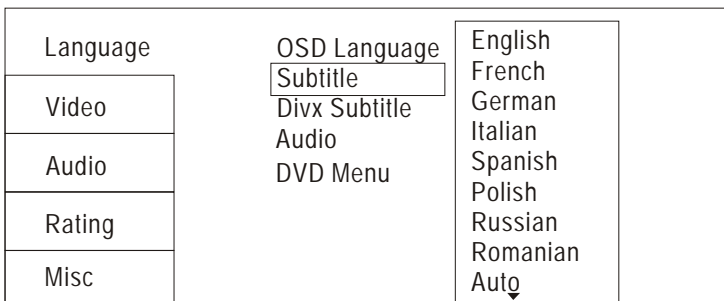 Language
Video
Audio
Rating
Misc
OSD Language
Subtitle
Divx Subtitle
Audio
DVD Menu
English
French
German
Italian
Spanish
Polish
Russian
Romanian
Auto